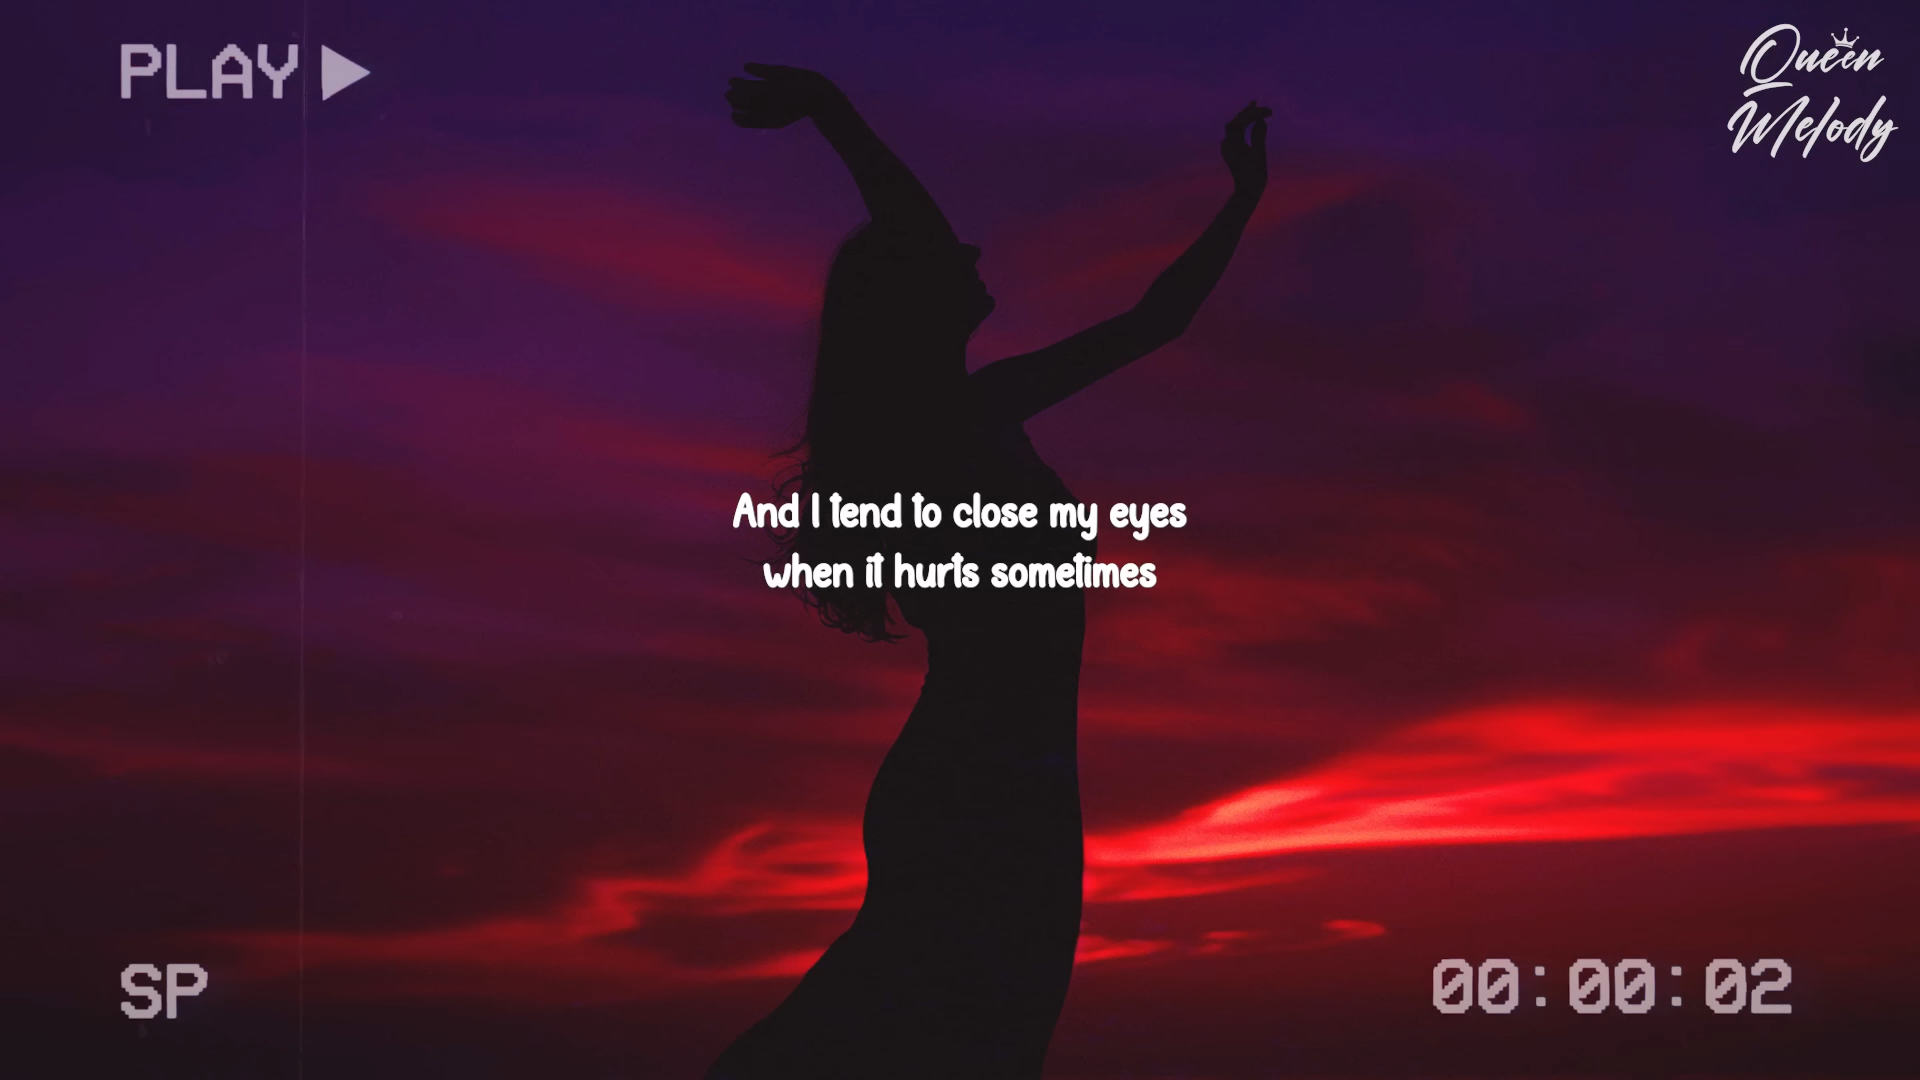 PLAY
Queen
Melody
And I tend to close my eyes
when it hurts sometimes
SP
00:00:02